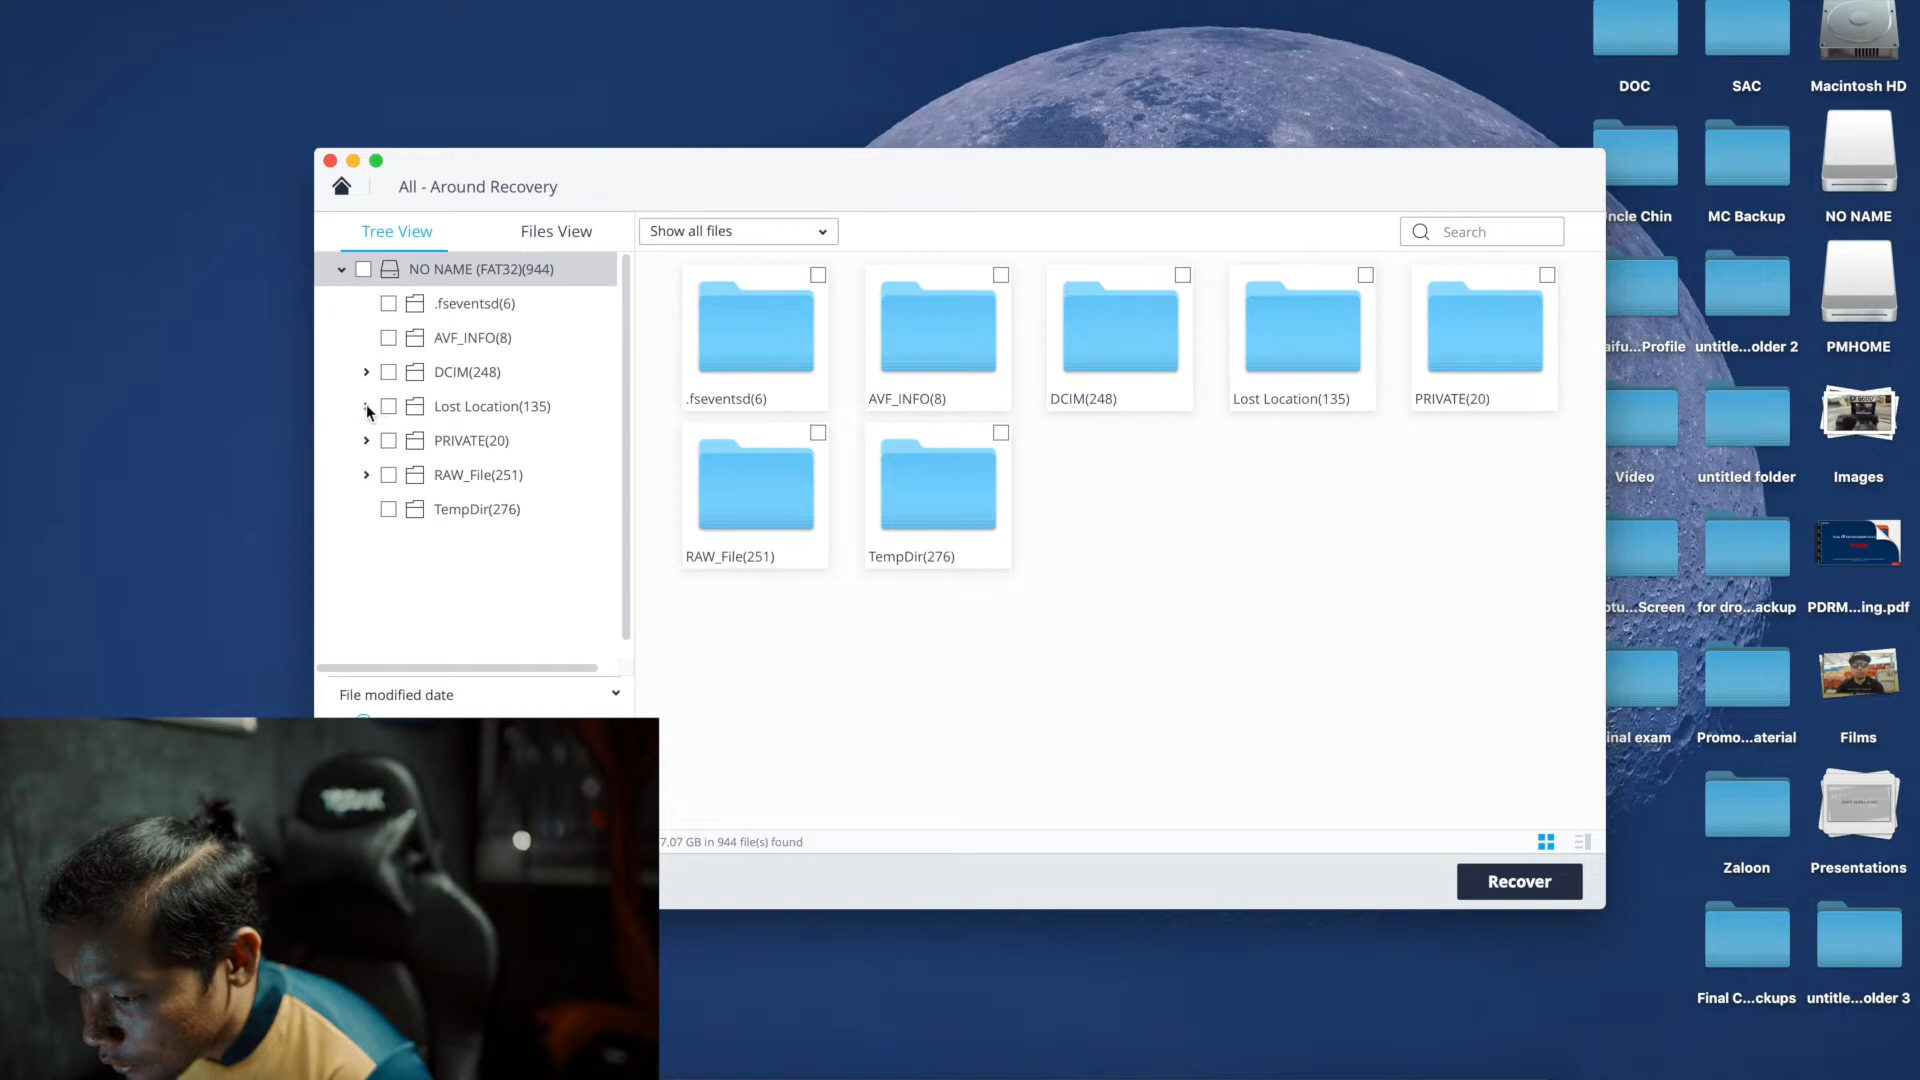 DOC
SAC
Macintosh HD
All - Around Recovery
Tree View
Files View
Show all files
Search
NO NAME (FAT32)(944)
.fseventsd(6)
AVF_INFO(8)
DCIM(248)
Lost Location(135)
PRIVATE(20)
RAW_File(251)
TempDir(276)
File modified date
.fseventsd(6)
AVF_INFO(8)
DCIM(248)
Lost Location(135)
PRIVATE(20)
RAW_File(251)
TempDir(276)
7.07 GB in 944 file(s) found
Recover
ncle Chin
MC Backup
NO NAME
aifu...Profile
untitle...older 2
PMHOME
Video
untitled folder
Images
ptu...Screen
for dro...ackup
PDRM...ing.pdf
inal exam
Promo...aterial
Films
Zaloon
Presentations
Final C...ckups
untitle...older 3